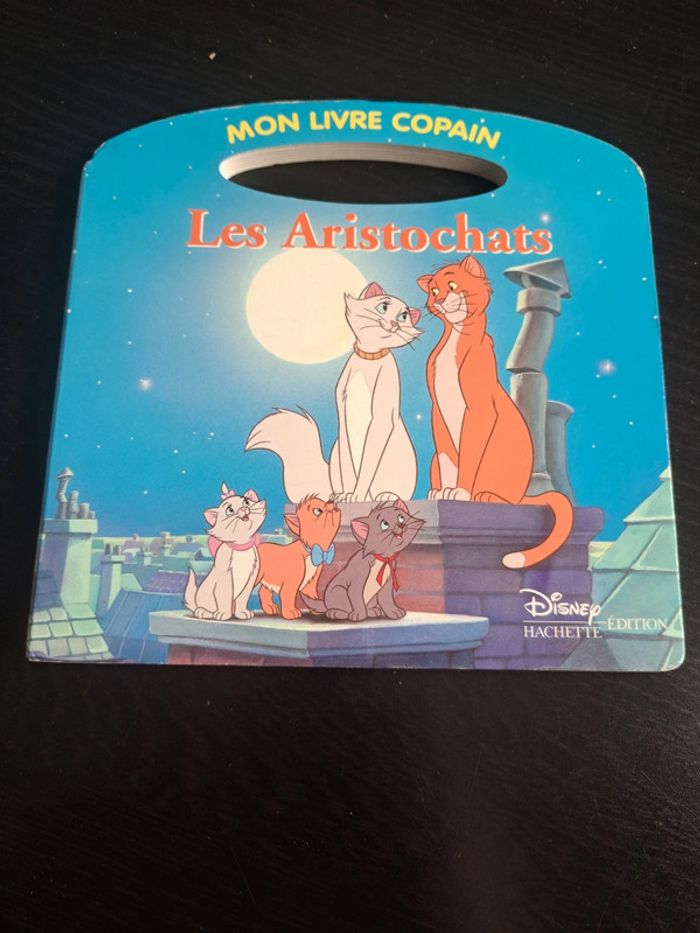 MON LIVRE COPAIN
Les Aristochats
Disney
HACHETTE ÉDITION